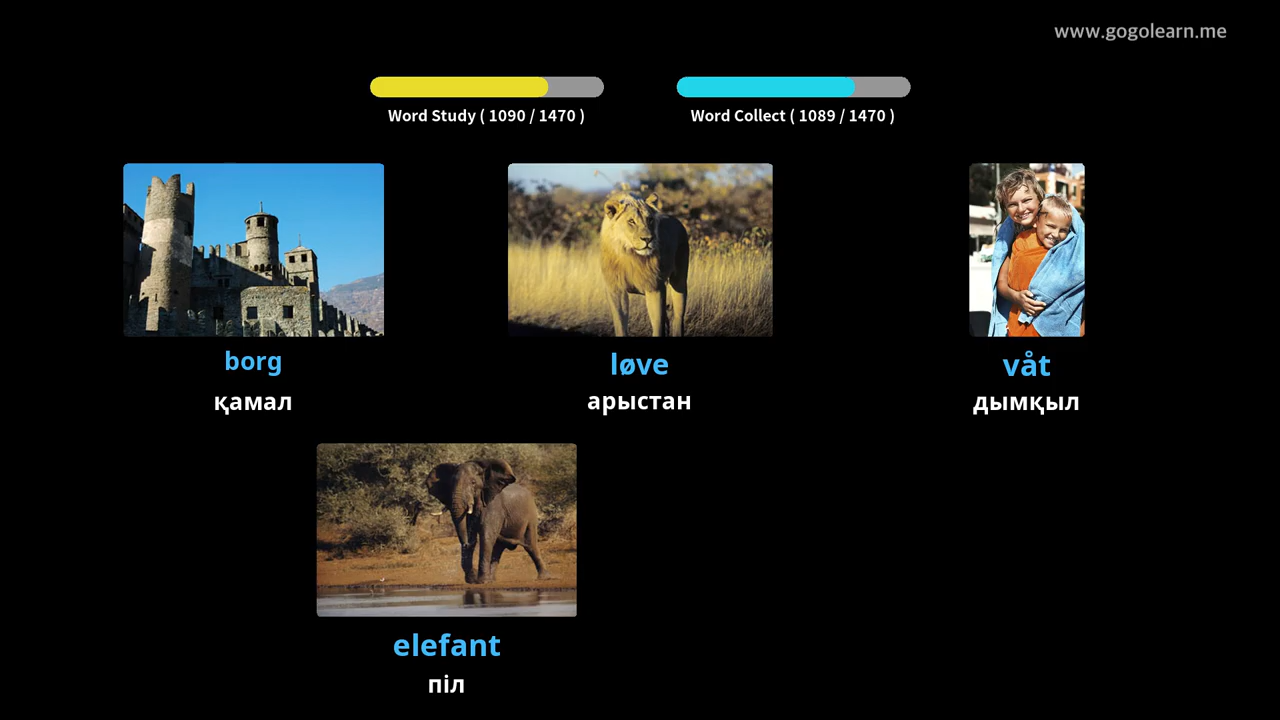 www.gogolearn.me
Word Study ( 1090 / 1470 )
Word Collect ( 1089 / 1470 )
borg
løve
våt
қамал
арыстан
дымқыл
elefant
піл